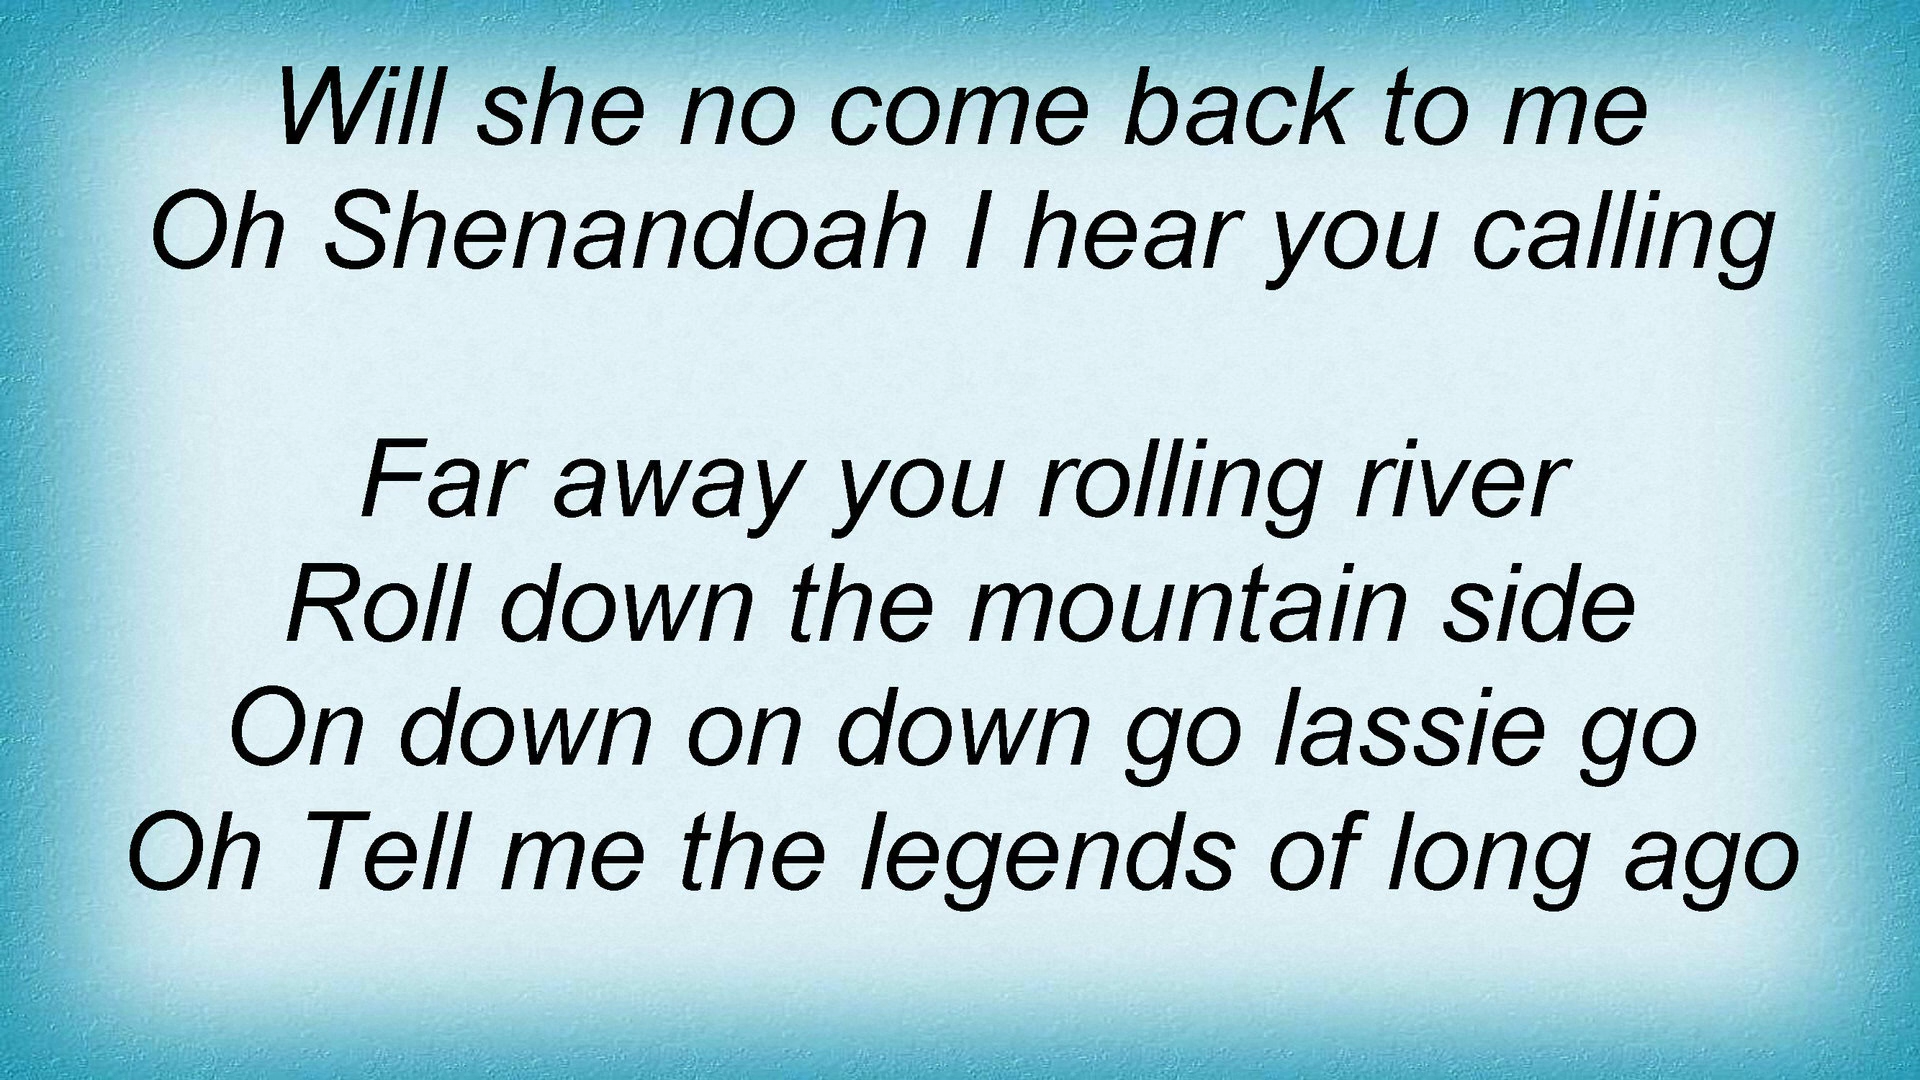 Will she no come back to me
Oh Shenandoah I hear you calling
Far away you rolling river
Roll down the mountain side
On down on down go lassie go
Oh Tell me the legends of long ago